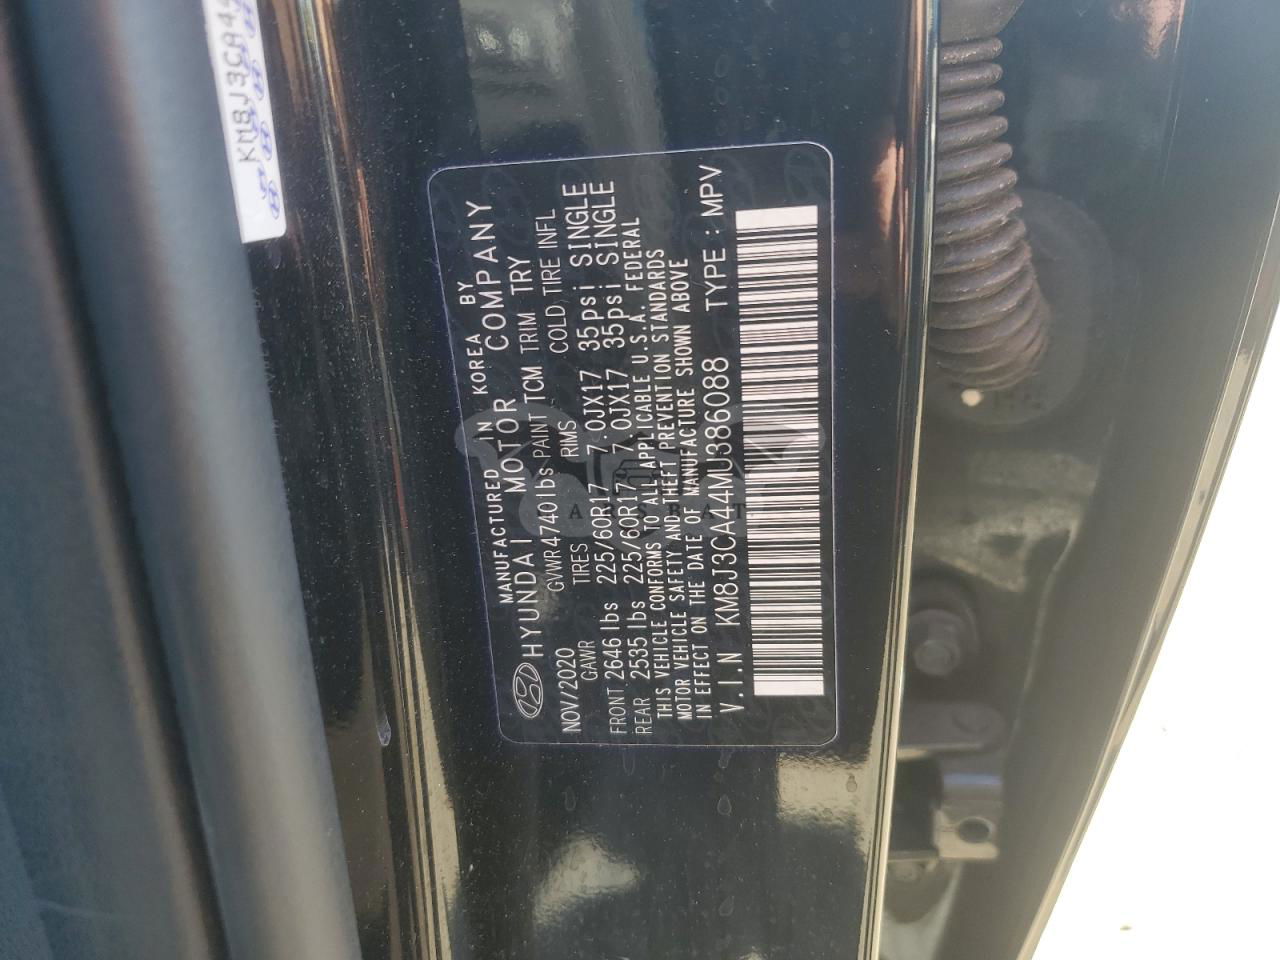 MANUFACTURED IN KOREA BY
HYUNDAI MOTOR COMPANY
GVWR 4740lbs PAINT TCM TRIM TRY
NOV/2020
GAWR TIRES RIMS COLD TIRE INFL
FRONT 2646 lbs 225/60R17 7.0JX17 35psi SINGLE
REAR 2535 lbs 225/60R17 7.0JX17 35psi SINGLE
THIS VEHICLE CONFORMS TO ALL APPLICABLE U.S.A. FEDERAL
MOTOR VEHICLE SAFETY AND THEFT PREVENTION STANDARDS
IN EFFECT ON THE DATE OF MANUFACTURE SHOWN ABOVE
V.I.N KM8J3CA44MU386088 TYPE : MPV
KM8J3CA4